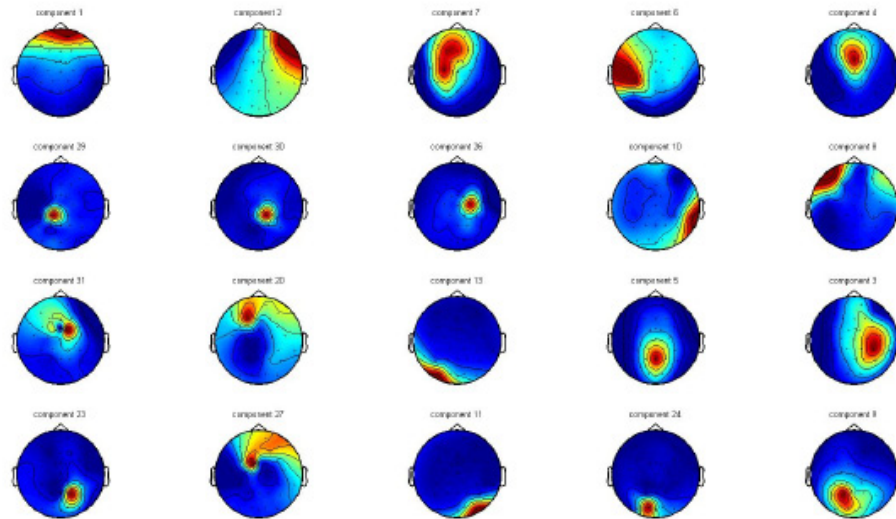 component 1
component 2
component 7
component 6
component 4
component 29
component 30
component 26
component 10
component 8
component 31
component 20
component 13
component 5
component 3
component 23
component 27
component 11
component 24
component 9